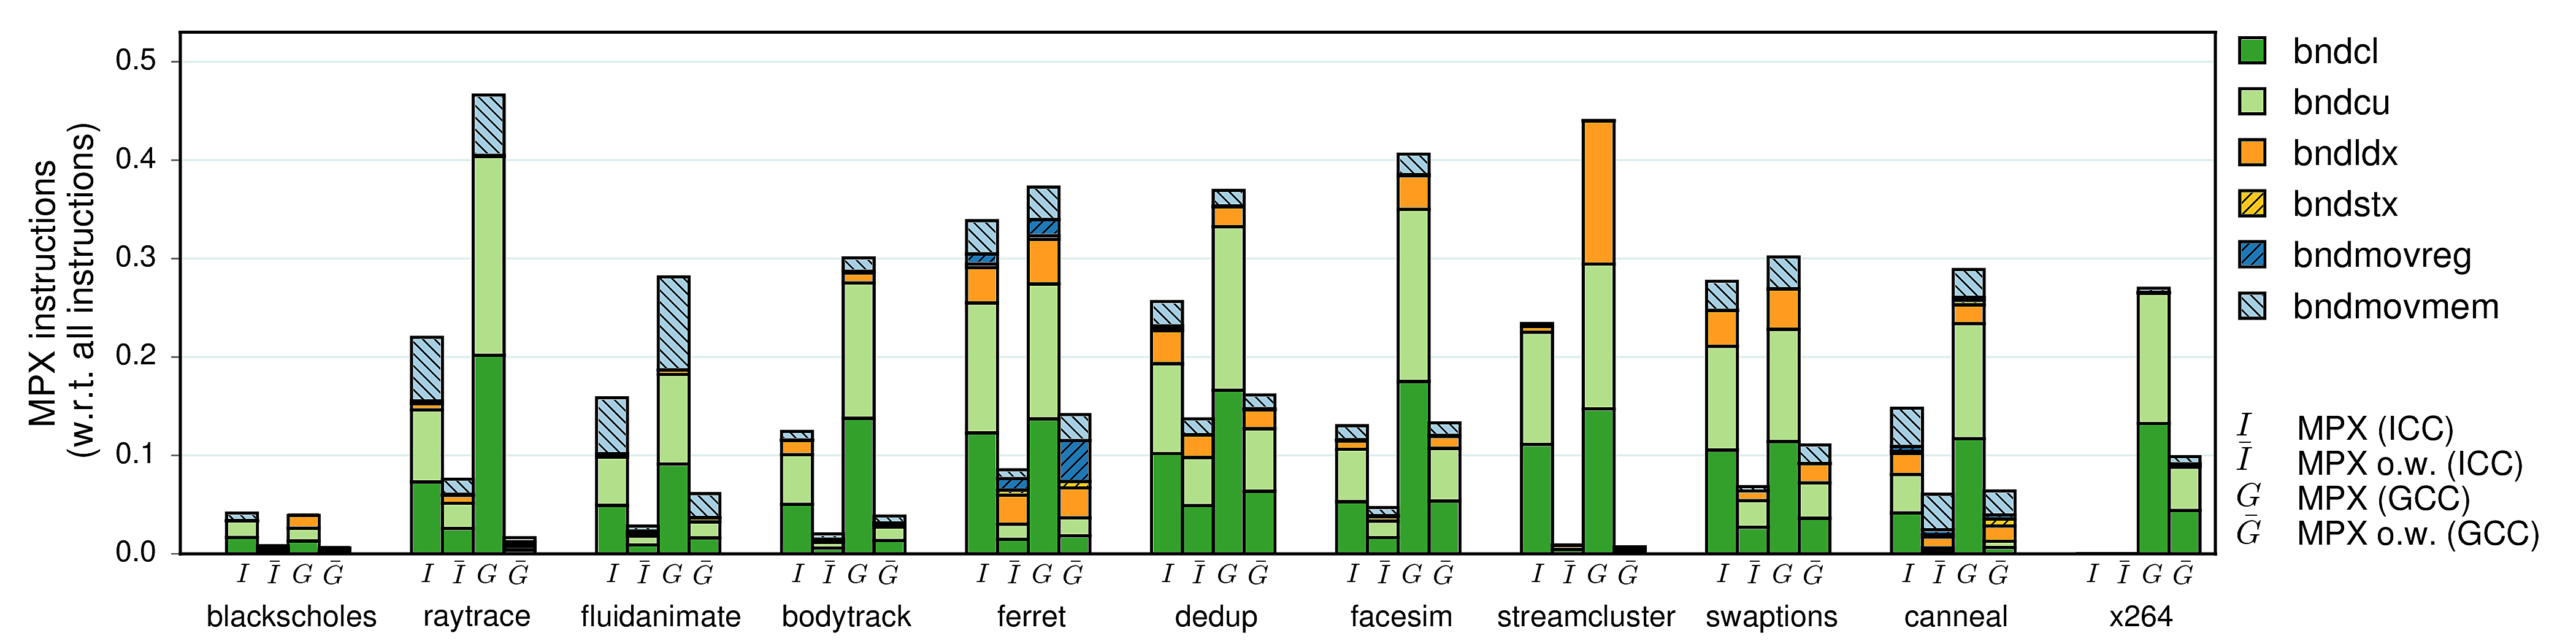 MPX instructions
(w.r.t. all instructions)
0.5
0.4
0.3
0.2
0.1
0.0
I Ī G Ḡ I Ī G Ḡ I Ī G Ḡ I Ī G Ḡ I Ī G Ḡ I Ī G Ḡ I Ī G Ḡ I Ī G Ḡ I Ī G Ḡ I Ī G Ḡ I Ī G Ḡ
blackscholes raytrace fluidanimate bodytrack ferret dedup facesim streamcluster swaptions canneal x264
bndcl
bndcu
bndldx
bndstx
bndmovreg
bndmovmem
I MPX (ICC)
Ī MPX o.w. (ICC)
G MPX (GCC)
Ḡ MPX o.w. (GCC)